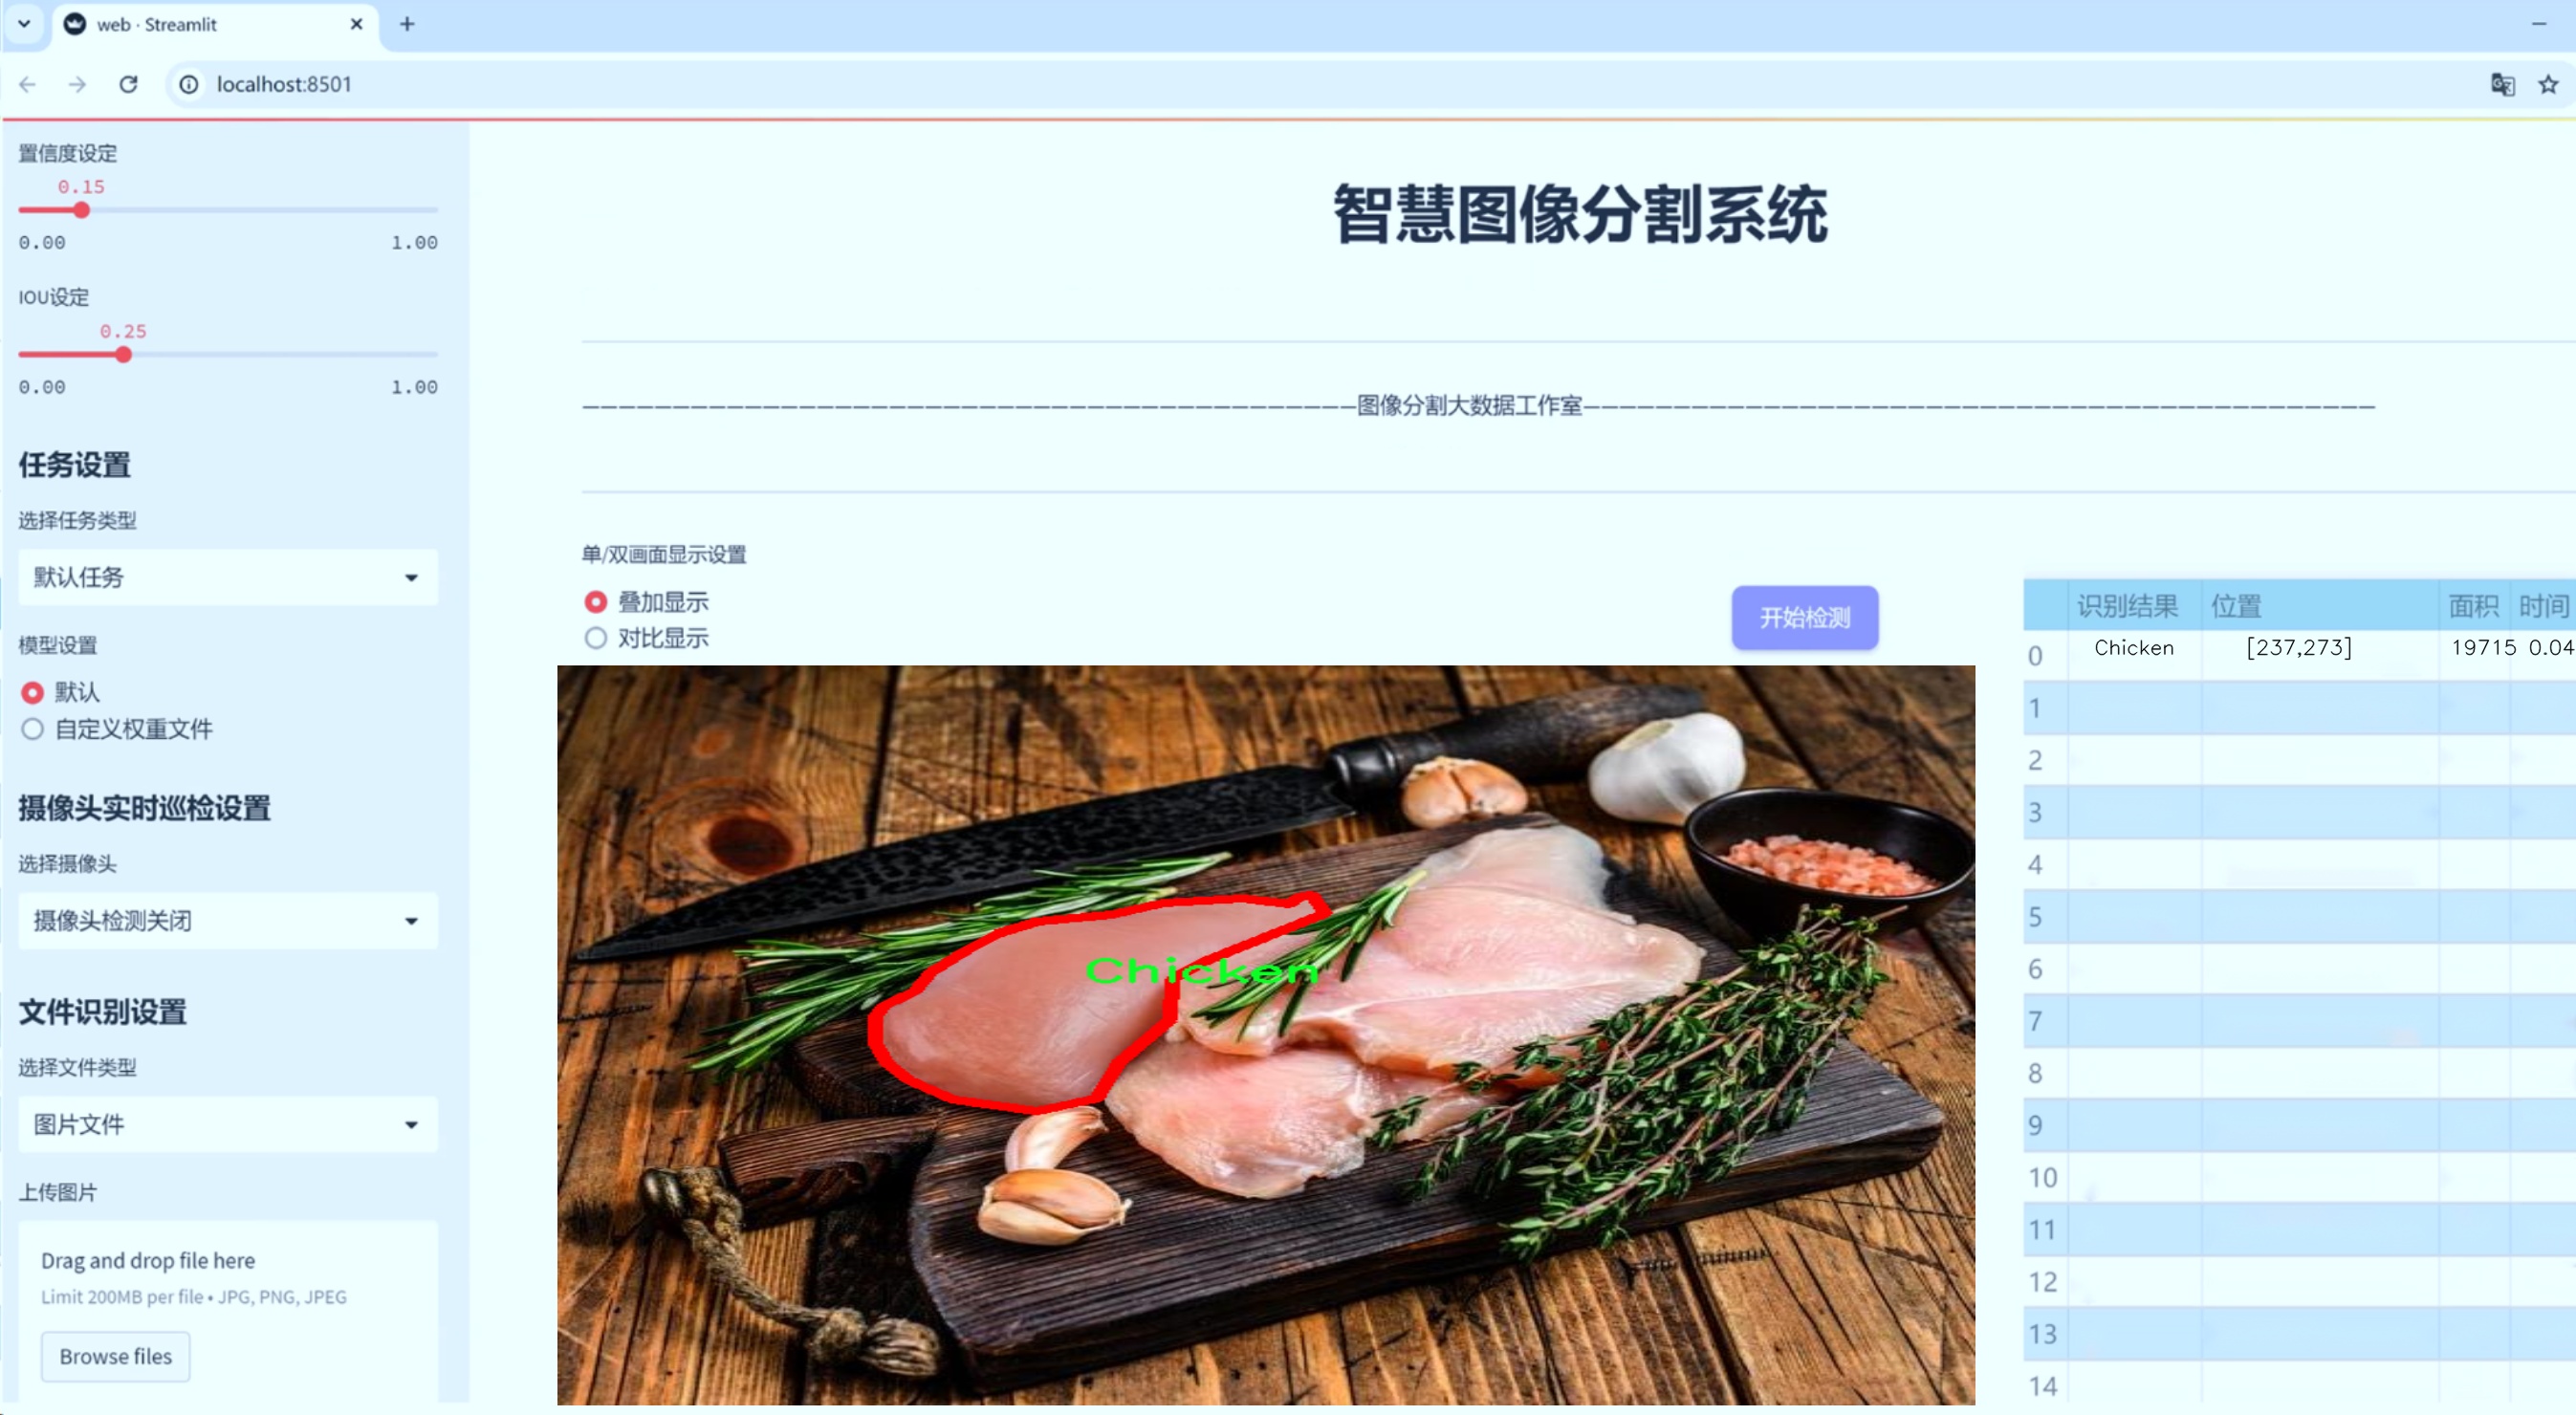 web · Streamlit
localhost:8501
置信度设定
0.15
0.00 1.00
IOU设定
0.25
0.00 1.00
任务设置
选择任务类型
默认任务
模型设置
默认
自定义权重文件
摄像头实时巡检设置
选择摄像头
摄像头检测关闭
文件识别设置
选择文件类型
图片文件
上传图片
Drag and drop file here
Limit 200MB per file • JPG, PNG, JPEG
Browse files
智慧图像分割系统
图像分割大数据工作室
单/双画面显示设置
叠加显示
对比显示
开始检测
Chicken
识别结果 位置 面积 时间
0 Chicken [237,273] 19715 0.04
1
2
3
4
5
6
7
8
9
10
11
12
13
14